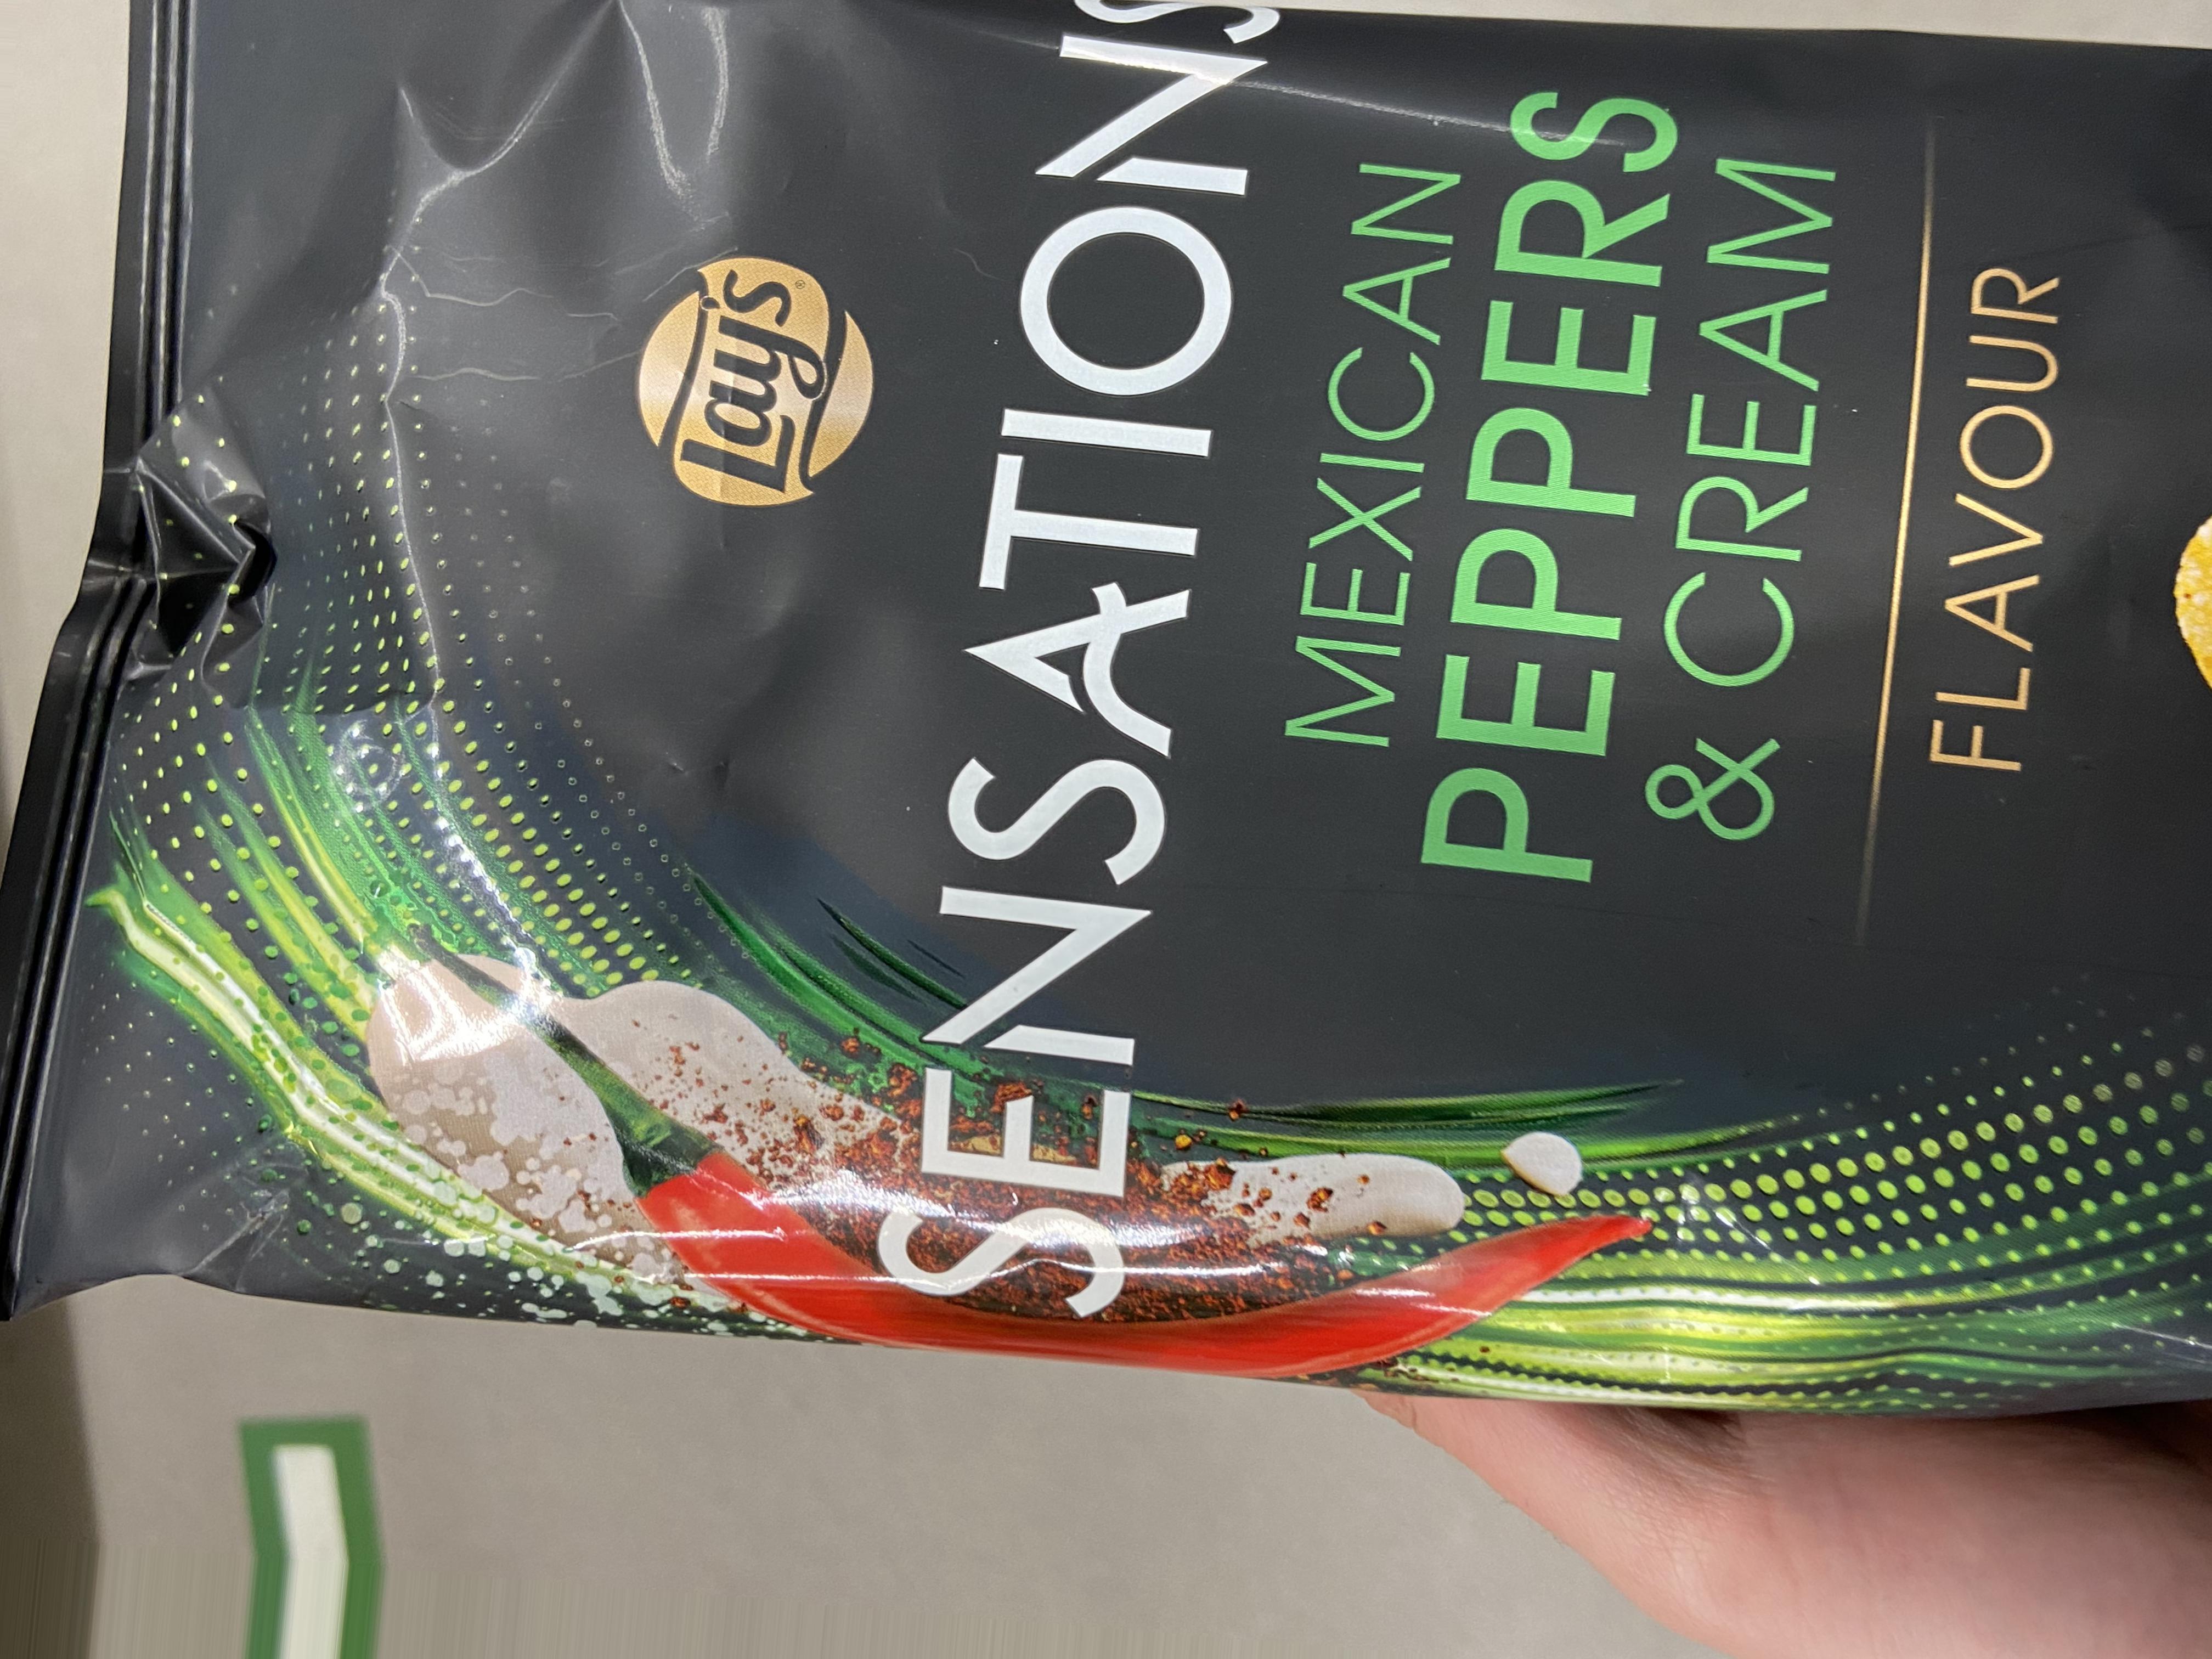 Lay's
SENSATIONS
MEXICAN
PEPPERS
& CREAM
FLAVOUR